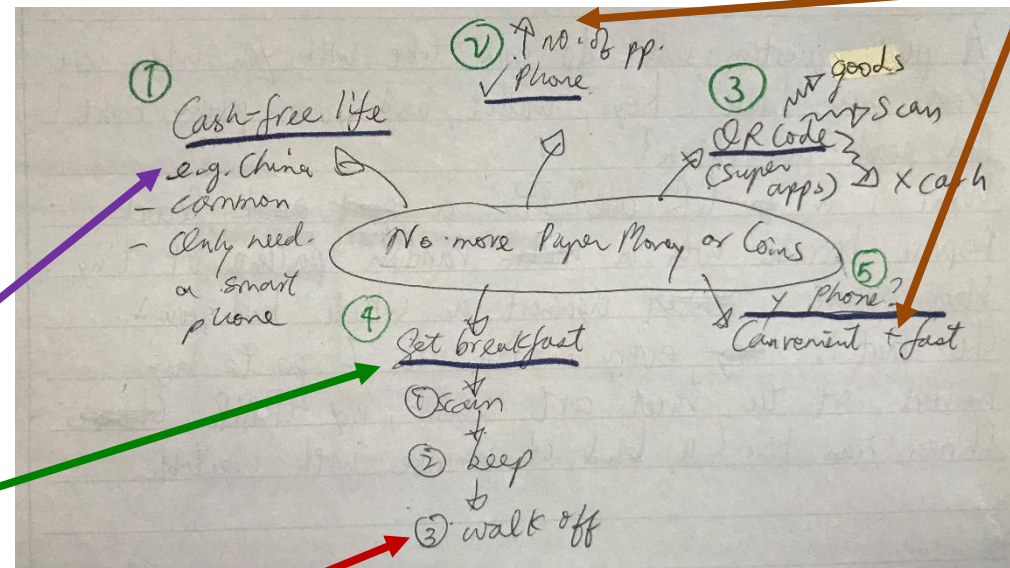 ①
Cash-free life
e.g. China
- common
- Only need
a smart
phone
②
↑ no. of pp.
✓ Phone
③
QR Code
(super
apps)
goods
scan
x cash
No more Paper Money or Coins
④
Get breakfast
① scan
② beep
③ walk off
⑤
y phone?
Convenient + fast